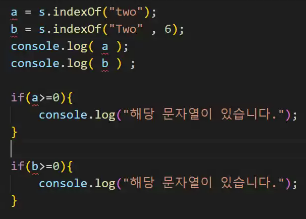 a = s.indexOf("two");
b = s.indexOf("Two" , 6);
console.log( a );
console.log( b ) ;
if(a>=0){
console.log("해당 문자열이 있습니다.");
}
if(b>=0){
console.log("해당 문자열이 있습니다.");
}